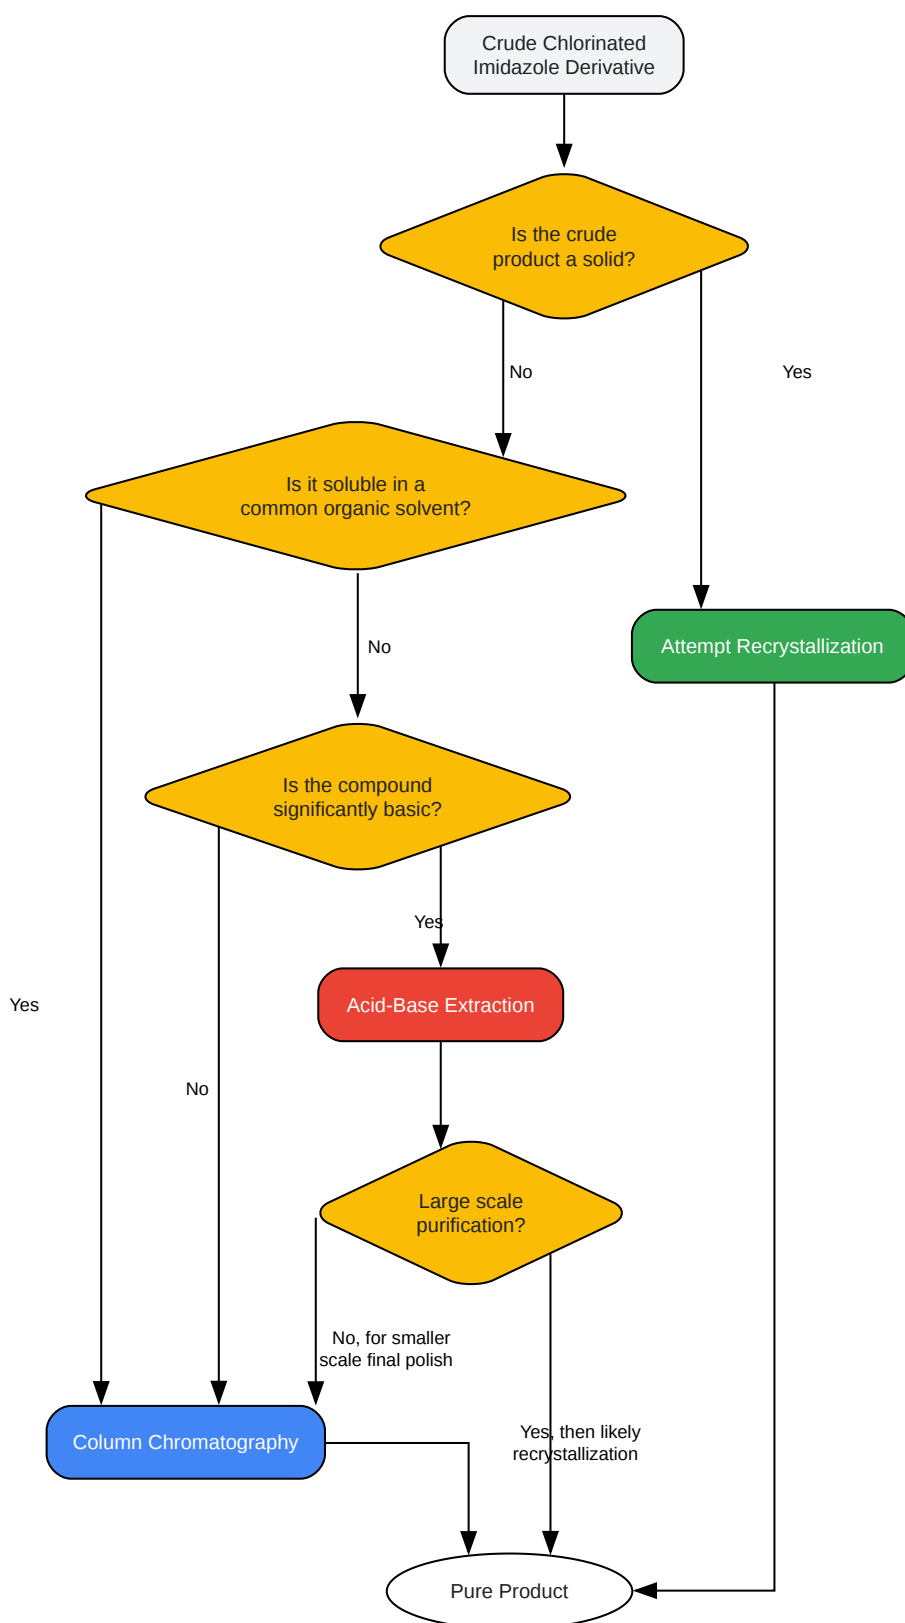 Crude Chlorinated
Imidazole Derivative
Is the crude
product a solid?
No
Yes
Is it soluble in a
common organic solvent?
No
Attempt Recrystallization
Is the compound
significantly basic?
Yes
Yes
Acid-Base Extraction
No
Large scale
purification?
No, for smaller
scale final polish
Yes, then likely
recrystallization
Column Chromatography
Pure Product